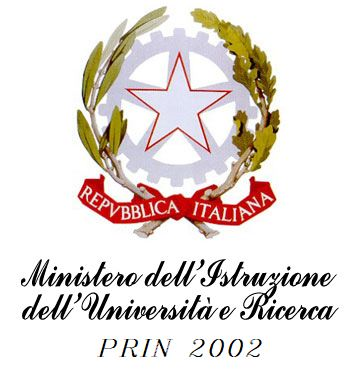 REPVBBLICA ITALIANA
Ministero dell'Istruzione
dell'Università e Ricerca
PRIN 2002